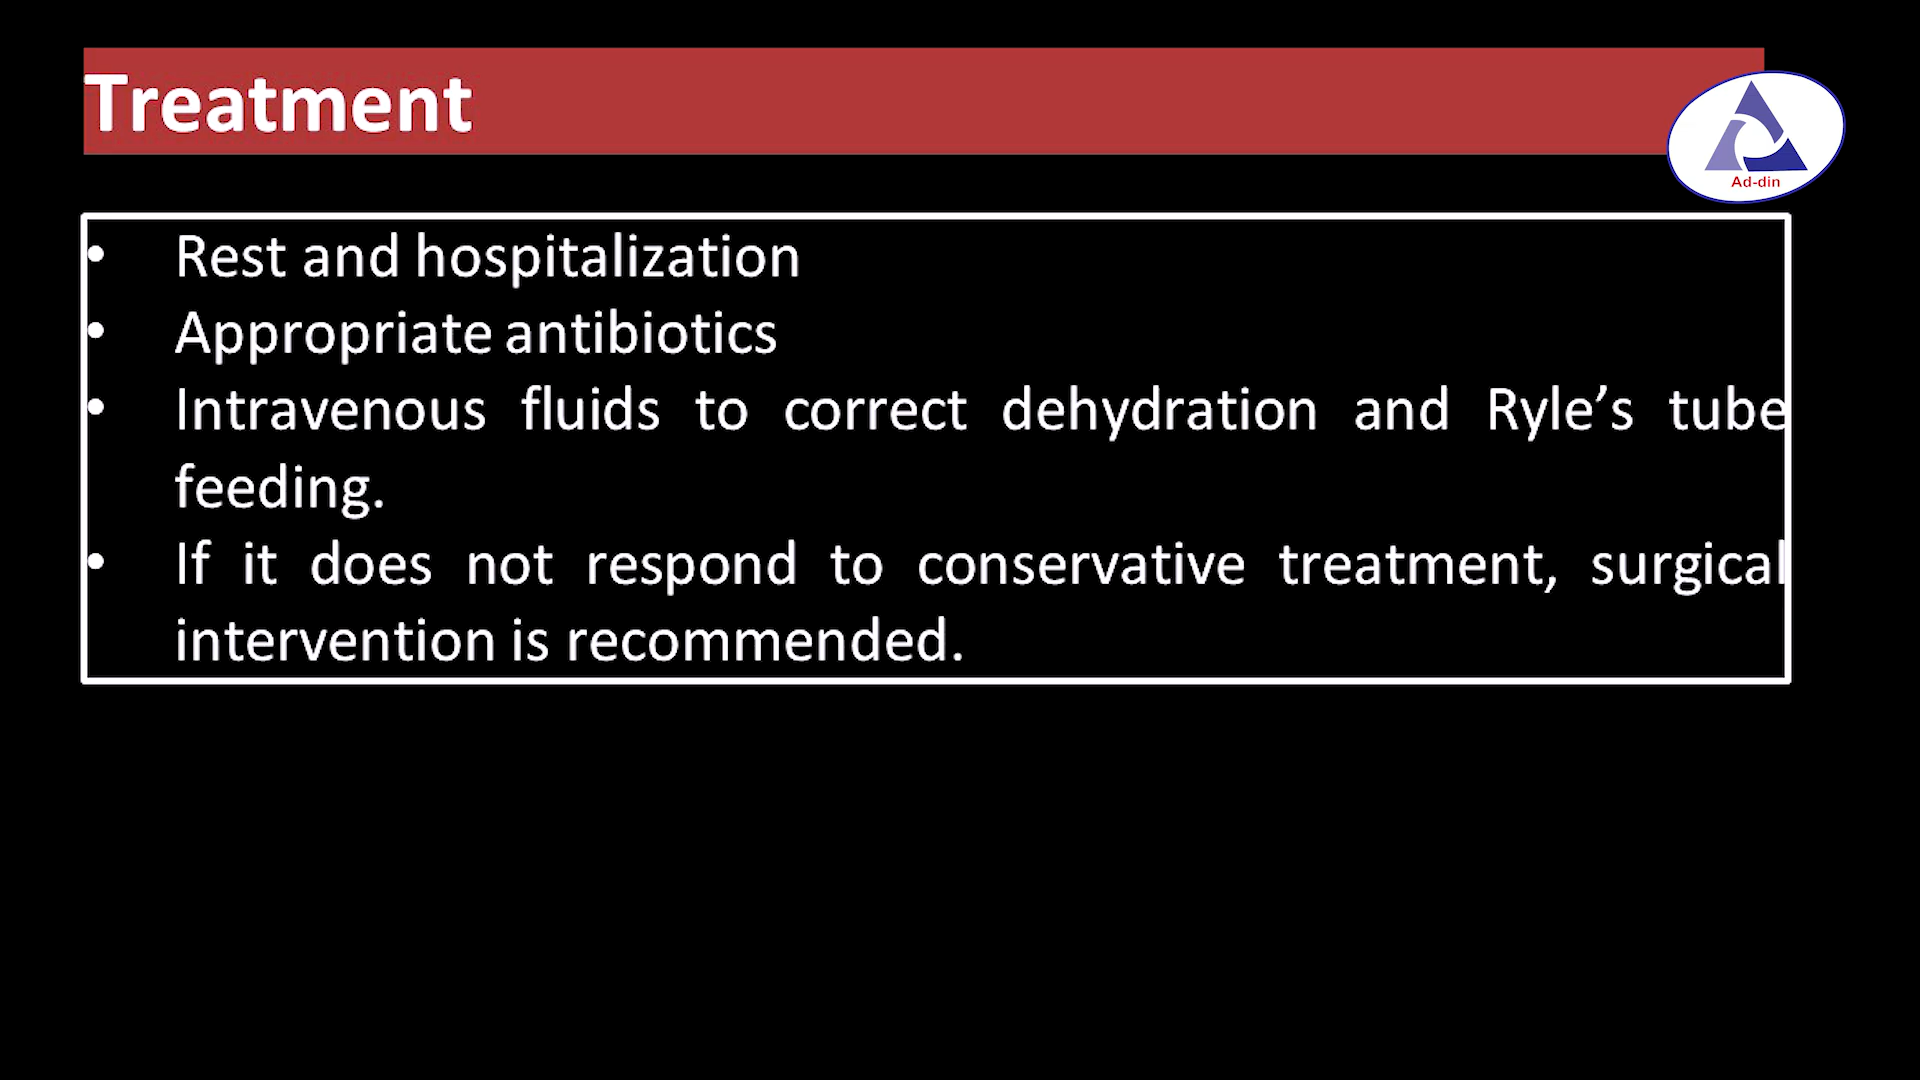 Treatment
Ad-din
• Rest and hospitalization
• Appropriate antibiotics
• Intravenous fluids to correct dehydration and Ryle’s tube
feeding.
• If it does not respond to conservative treatment, surgical
intervention is recommended.